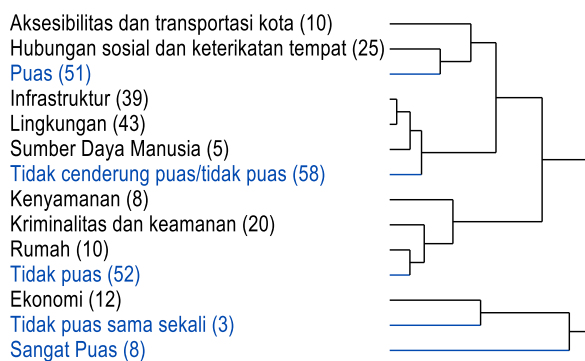 Aksesibilitas dan transportasi kota (10)
Hubungan sosial dan keterikatan tempat (25)
Puas (51)
Infrastruktur (39)
Lingkungan (43)
Sumber Daya Manusia (5)
Tidak cenderung puas/tidak puas (58)
Kenyamanan (8)
Kriminalitas dan keamanan (20)
Rumah (10)
Tidak puas (52)
Ekonomi (12)
Tidak puas sama sekali (3)
Sangat Puas (8)